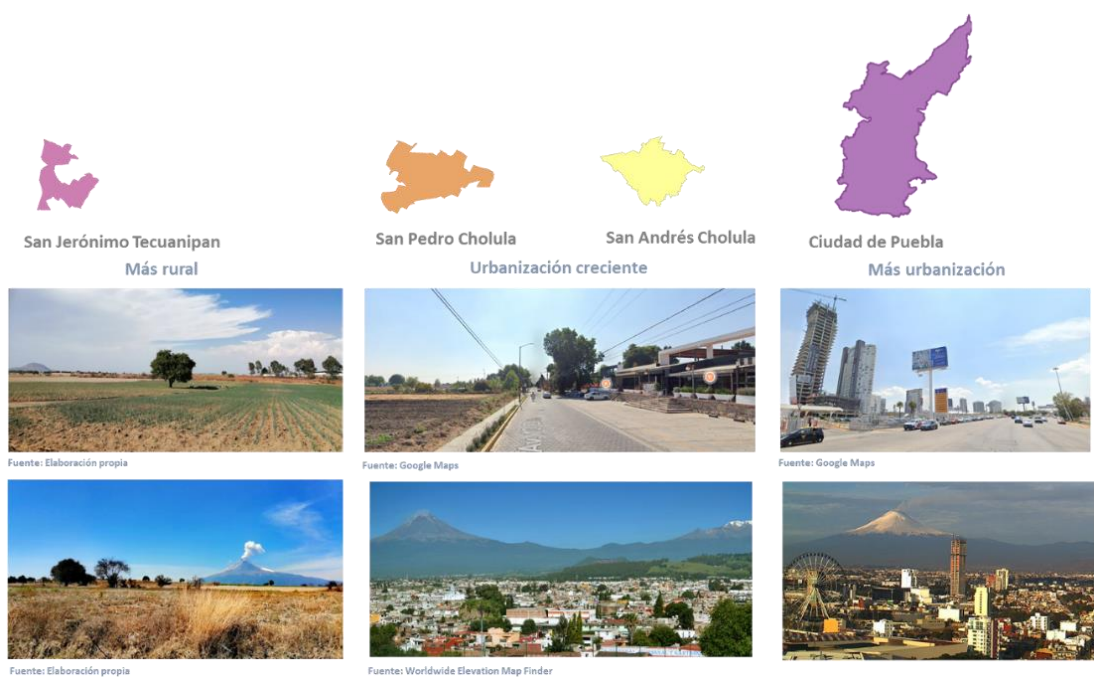 San Jerónimo Tecuanipan
San Pedro Cholula
San Andrés Cholula
Ciudad de Puebla
Más rural
Urbanización creciente
Más urbanización
Fuente: Elaboración propia
Fuente: Google Maps
Fuente: Google Maps
Fuente: Elaboración propia
Fuente: Worldwide Elevation Map Finder